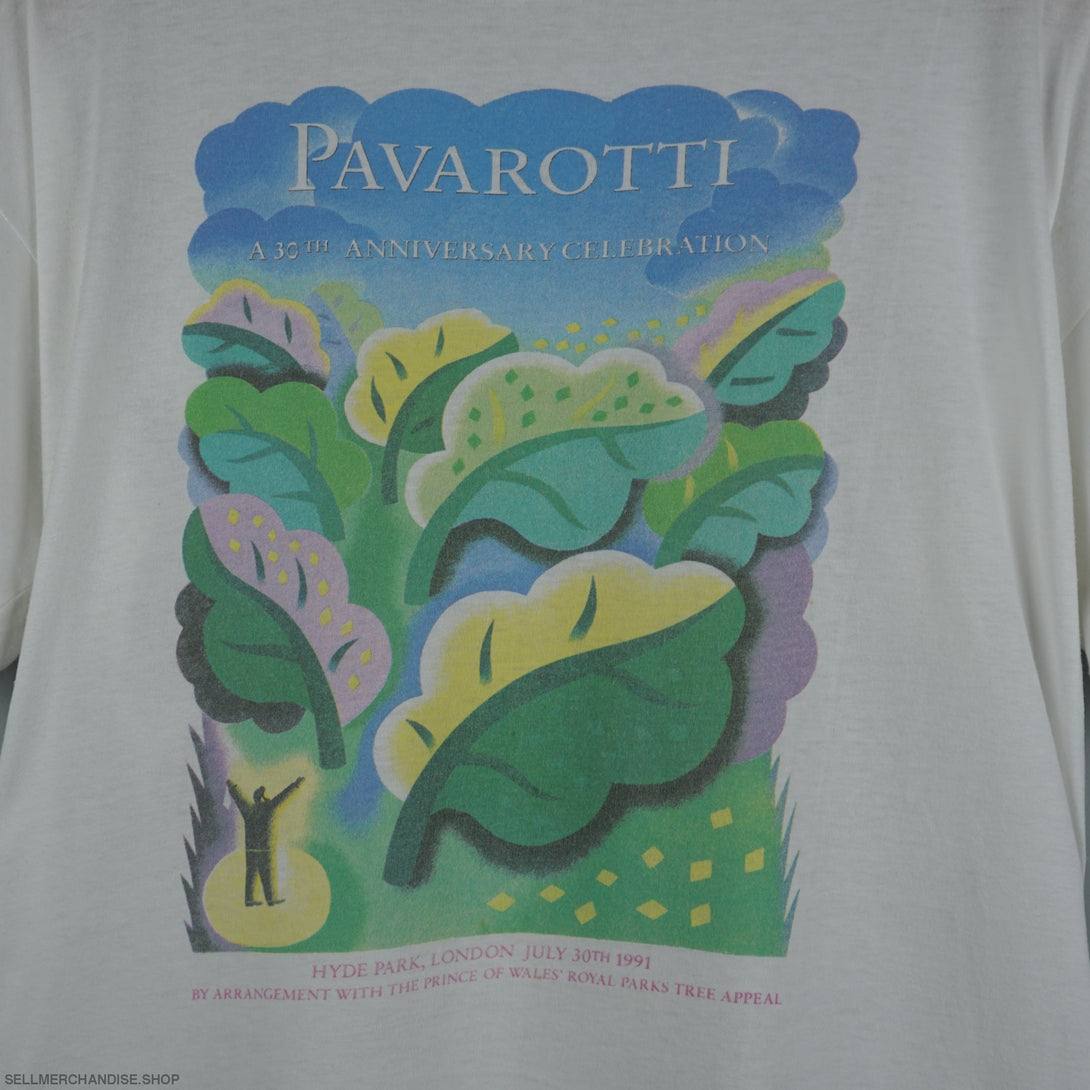 PAVAROTTI
A 30TH ANNIVERSARY CELEBRATION
HYDE PARK, LONDON JULY 30TH 1991
BY ARRANGEMENT WITH THE PRINCE OF WALES' ROYAL PARKS TREE APPEAL
SELLMERCHANDISE.SHOP